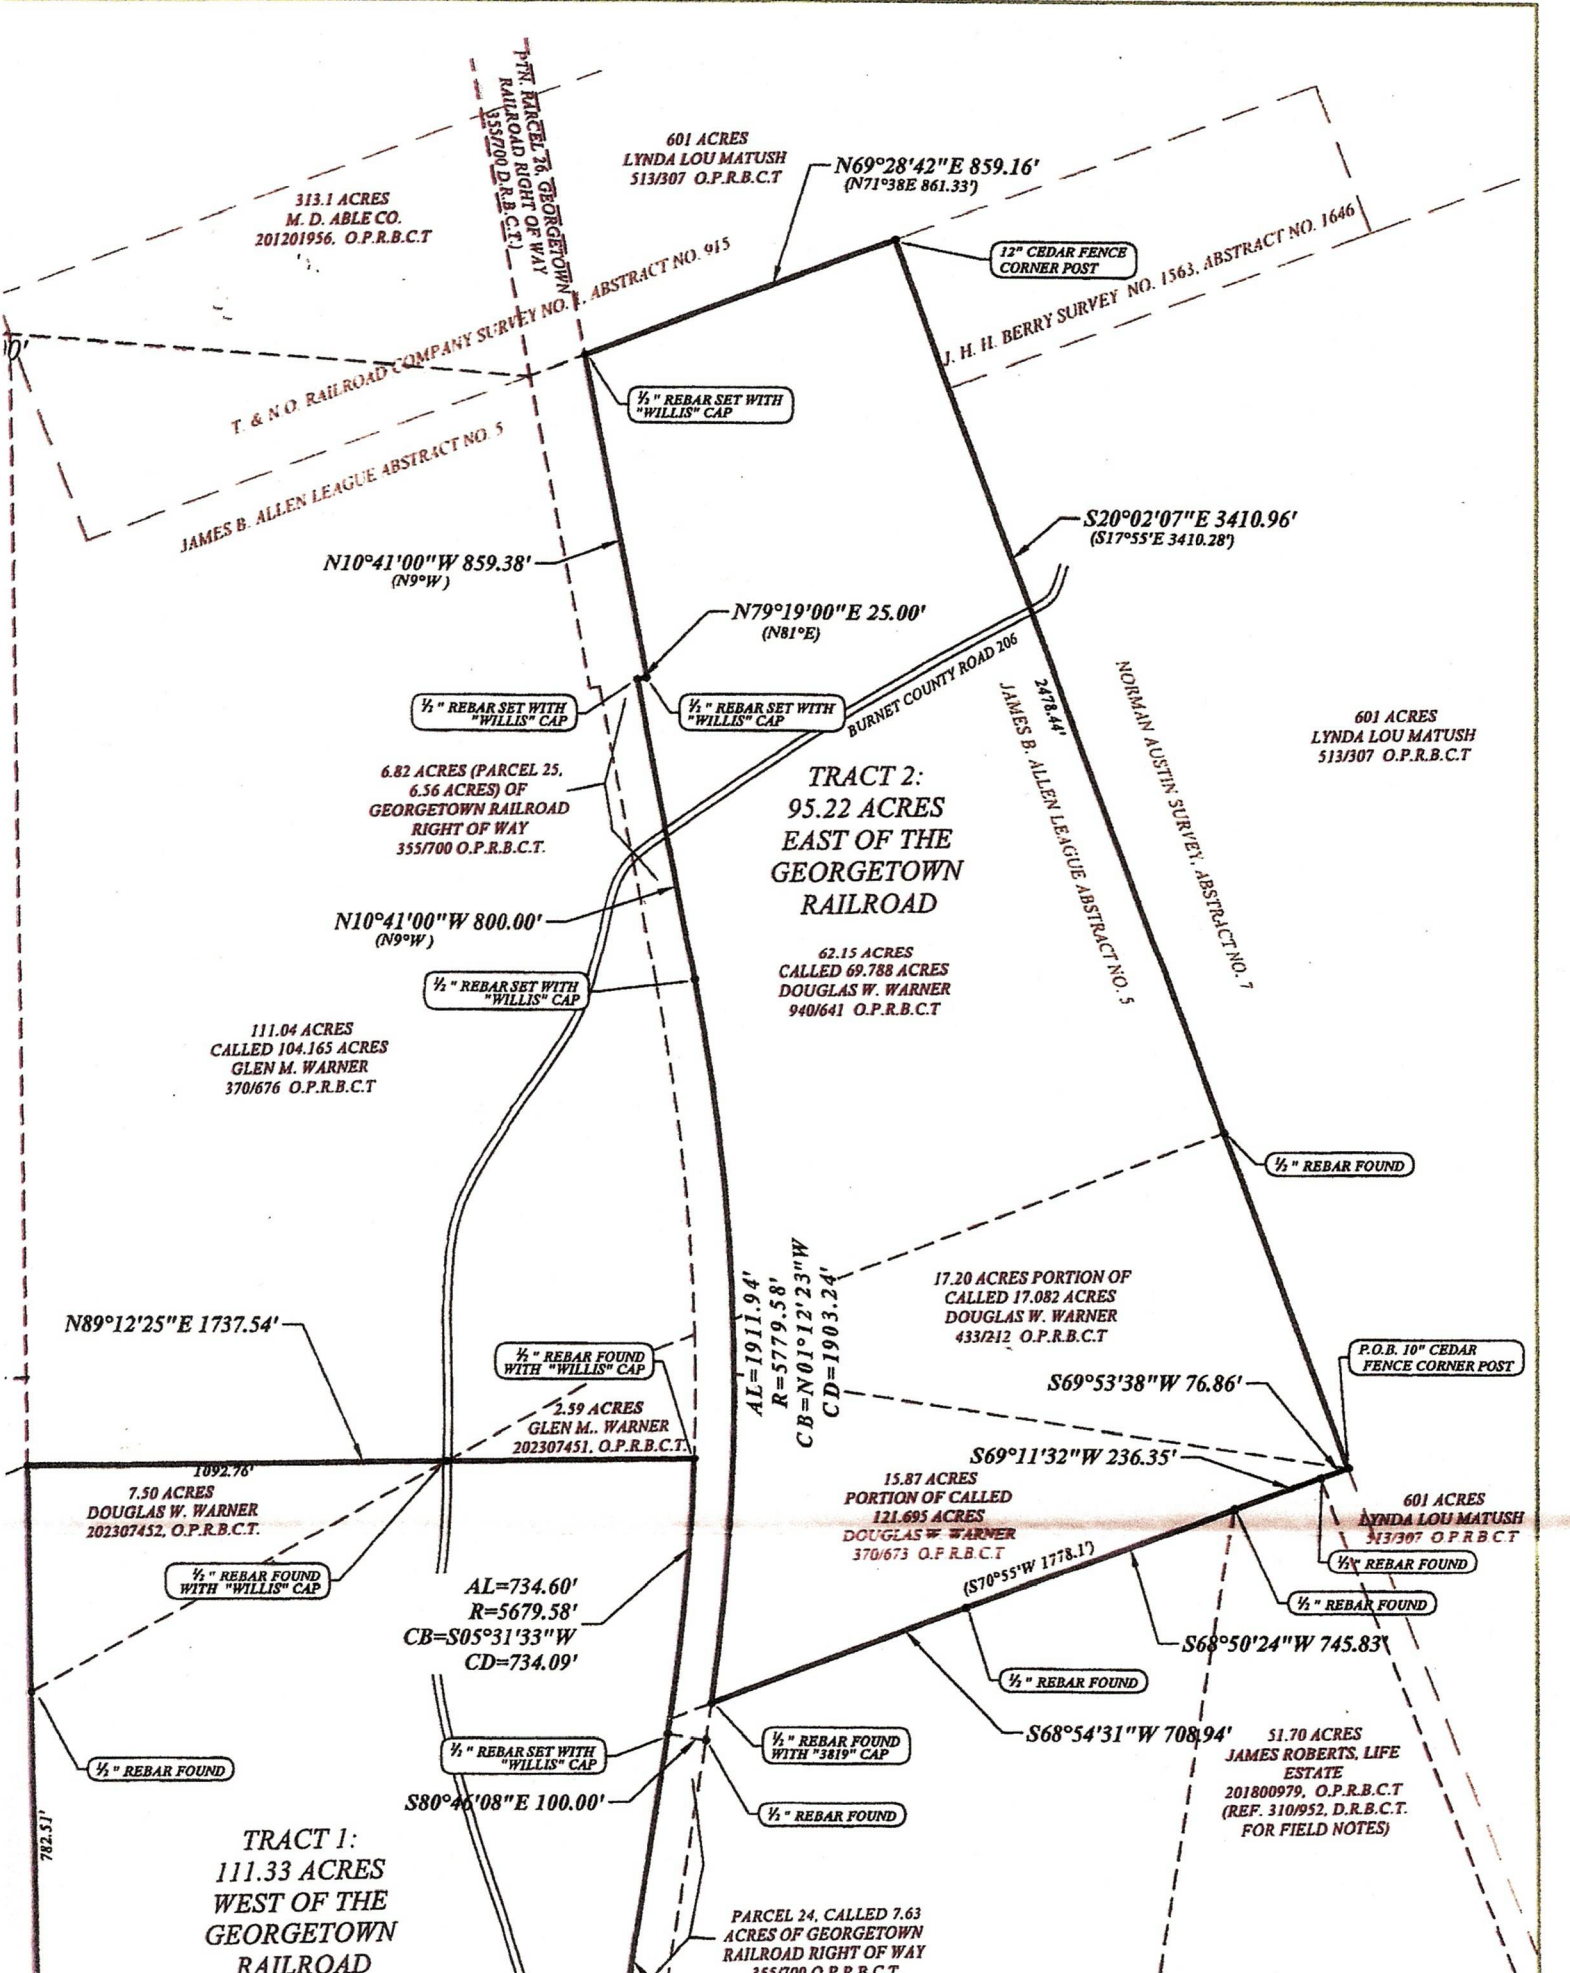 PTN. PARCEL 26, GEORGETOWN
RAILROAD RIGHT OF WAY
355/700 D.R.B.C.T.)
601 ACRES
LYNDA LOU MATUSH
513/307 O.P.R.B.C.T
N69°28'42"E 859.16'
(N71°38E 861.33')
313.1 ACRES
M. D. ABLE CO.
201201956, O.P.R.B.C.T
12" CEDAR FENCE
CORNER POST
T. & N.O. RAILROAD COMPANY SURVEY NO. 1, ABSTRACT NO. 915
J. H. H. BERRY SURVEY NO. 1563, ABSTRACT NO. 1646
0'
½" REBAR SET WITH
"WILLIS" CAP
JAMES B. ALLEN LEAGUE ABSTRACT NO. 5
S20°02'07"E 3410.96'
(S17°55'E 3410.28')
N10°41'00"W 859.38'
(N9°W)
N79°19'00"E 25.00'
(N81°E)
BURNET COUNTY ROAD 206
½" REBAR SET WITH
"WILLIS" CAP
½" REBAR SET WITH
"WILLIS" CAP
2478.44'
JAMES B. ALLEN LEAGUE ABSTRACT NO. 5
NORMAN AUSTIN SURVEY, ABSTRACT NO. 7
601 ACRES
LYNDA LOU MATUSH
513/307 O.P.R.B.C.T
6.82 ACRES (PARCEL 25,
6.56 ACRES) OF
GEORGETOWN RAILROAD
RIGHT OF WAY
355/700 O.P.R.B.C.T.
TRACT 2:
95.22 ACRES
EAST OF THE
GEORGETOWN
RAILROAD
N10°41'00"W 800.00'
(N9°W)
62.15 ACRES
CALLED 69.788 ACRES
DOUGLAS W. WARNER
940/641 O.P.R.B.C.T
½" REBAR SET WITH
"WILLIS" CAP
111.04 ACRES
CALLED 104.165 ACRES
GLEN M. WARNER
370/676 O.P.R.B.C.T
½" REBAR FOUND
AL=1911.94'
R=5779.58'
CB=N01°12'23"W
CD=1903.24'
17.20 ACRES PORTION OF
CALLED 17.082 ACRES
DOUGLAS W. WARNER
433/212 O.P.R.B.C.T
N89°12'25"E 1737.54'
½" REBAR FOUND
WITH "WILLIS" CAP
P.O.B. 10" CEDAR
FENCE CORNER POST
S69°53'38"W 76.86'
2.59 ACRES
GLEN M.. WARNER
202307451, O.P.R.B.C.T.
S69°11'32"W 236.35'
1092.76'
7.50 ACRES
DOUGLAS W. WARNER
202307452, O.P.R.B.C.T.
15.87 ACRES
PORTION OF CALLED
121.695 ACRES
DOUGLAS W WARNER
370/673 O.P.R.B.C.T
601 ACRES
LYNDA LOU MATUSH
513/307 O.P.R.B.C.T
½" REBAR FOUND
WITH "WILLIS" CAP
(S70°55'W 1778.1')
½" REBAR FOUND
½" REBAR FOUND
AL=734.60'
R=5679.58'
CB=S05°31'33"W
CD=734.09'
S68°50'24"W 745.83'
½" REBAR FOUND
S68°54'31"W 708.94'
½" REBAR SET WITH
"WILLIS" CAP
½" REBAR FOUND
WITH "3819" CAP
½" REBAR FOUND
51.70 ACRES
JAMES ROBERTS, LIFE
ESTATE
201800979, O.P.R.B.C.T
(REF. 310/952, D.R.B.C.T.
FOR FIELD NOTES)
S80°46'08"E 100.00'
½" REBAR FOUND
782.51'
TRACT 1:
111.33 ACRES
WEST OF THE
GEORGETOWN
RAILROAD
PARCEL 24, CALLED 7.63
ACRES OF GEORGETOWN
RAILROAD RIGHT OF WAY
355/700 O.P.R.B.C.T.